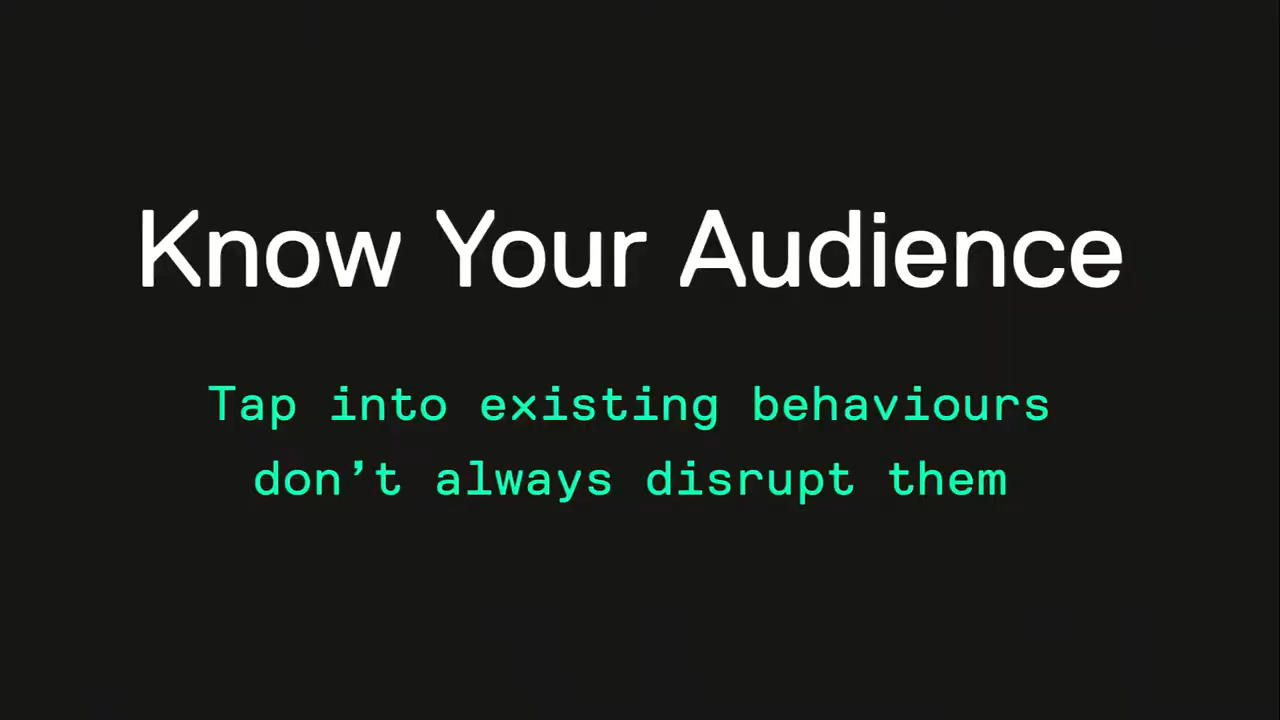 Know Your Audience
Tap into existing behaviours
don’t always disrupt them